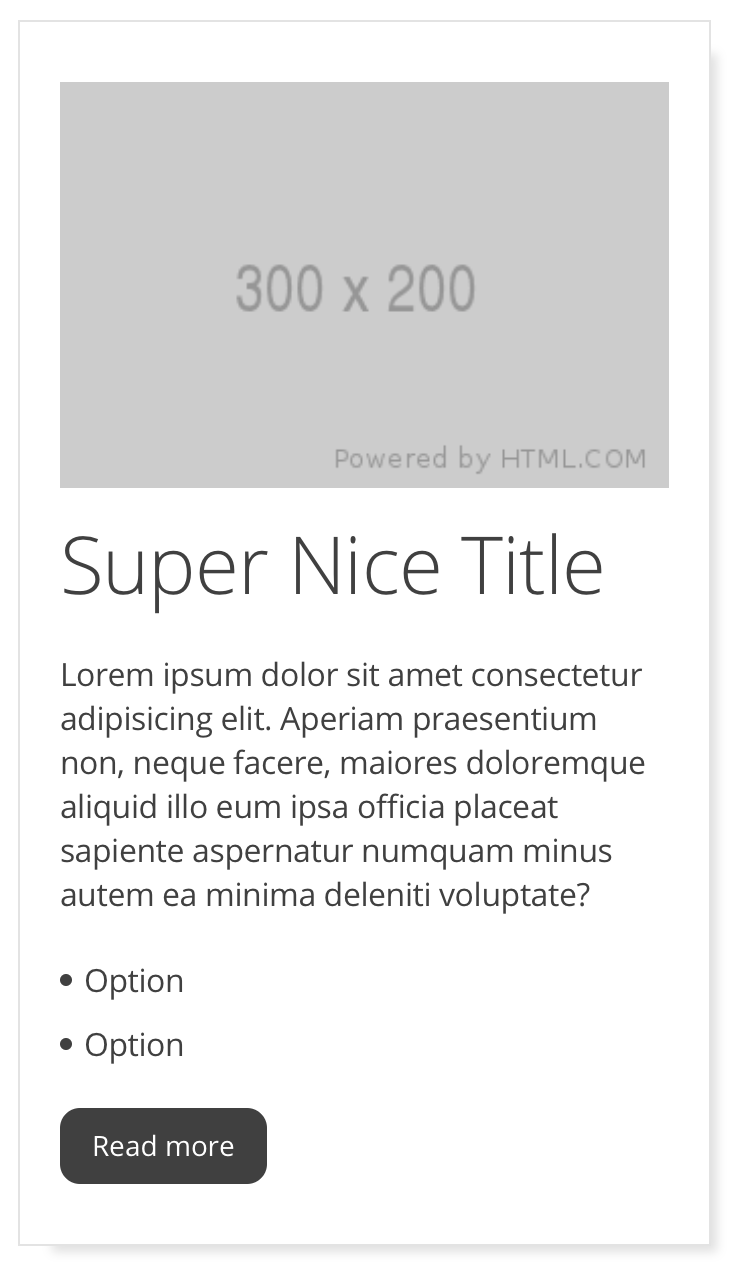 300 x 200
Powered by HTML.COM
Super Nice Title
Lorem ipsum dolor sit amet consectetur
adipisicing elit. Aperiam praesentium
non, neque facere, maiores doloremque
aliquid illo eum ipsa officia placeat
sapiente aspernatur numquam minus
autem ea minima deleniti voluptate?
• Option
• Option
Read more